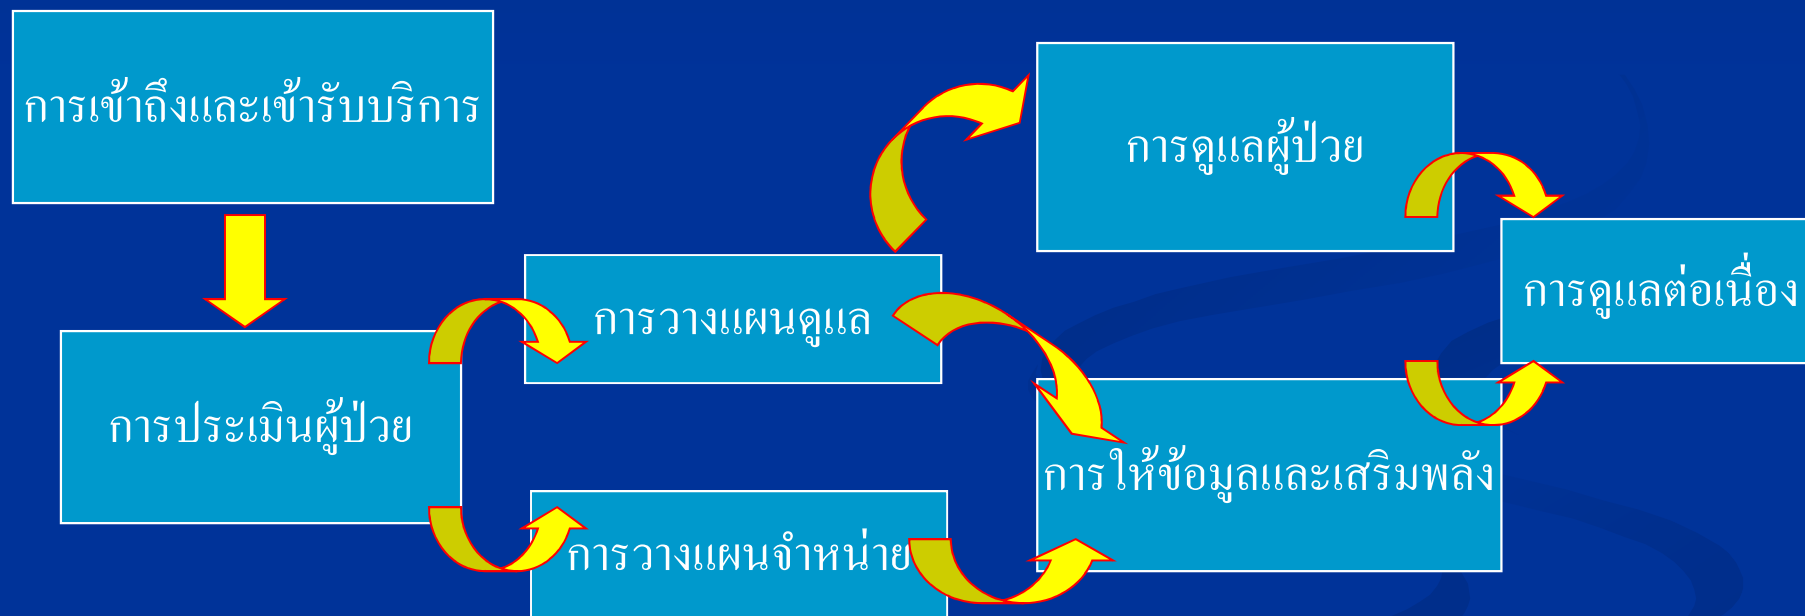 การเข้าถึงและเข้ารับบริการ
การประเมินผู้ป่วย
การวางแผนดูแล
การวางแผนจำหน่าย
การดูแลผู้ป่วย
การให้ข้อมูลและเสริมพลัง
การดูแลต่อเนื่อง